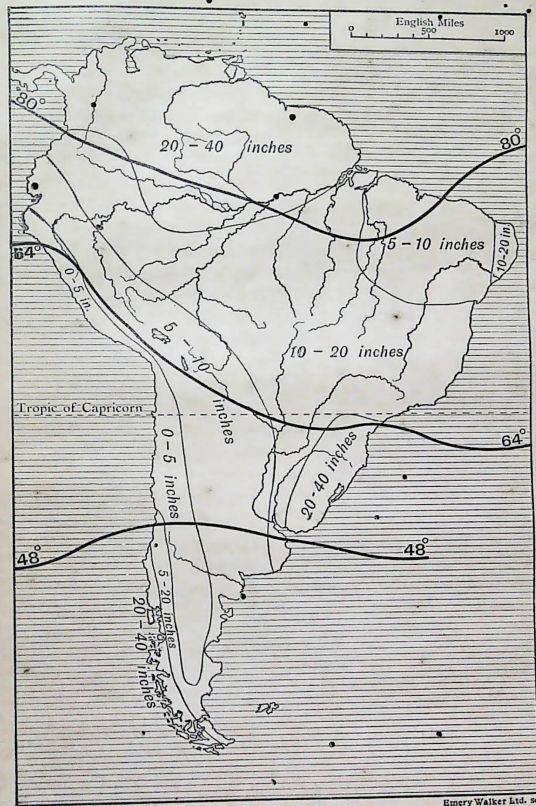 English Miles
0 500 1000
80°
80°
20 – 40 inches
5 – 10 inches
10–20 in.
64°
0–5 in.
5 – 10 inches
10 – 20 inches
Tropic of Capricorn
64°
0–5 inches
20–40 inches
48°
48°
5–20 inches
20–40 inches
Emery Walker Ltd. sc